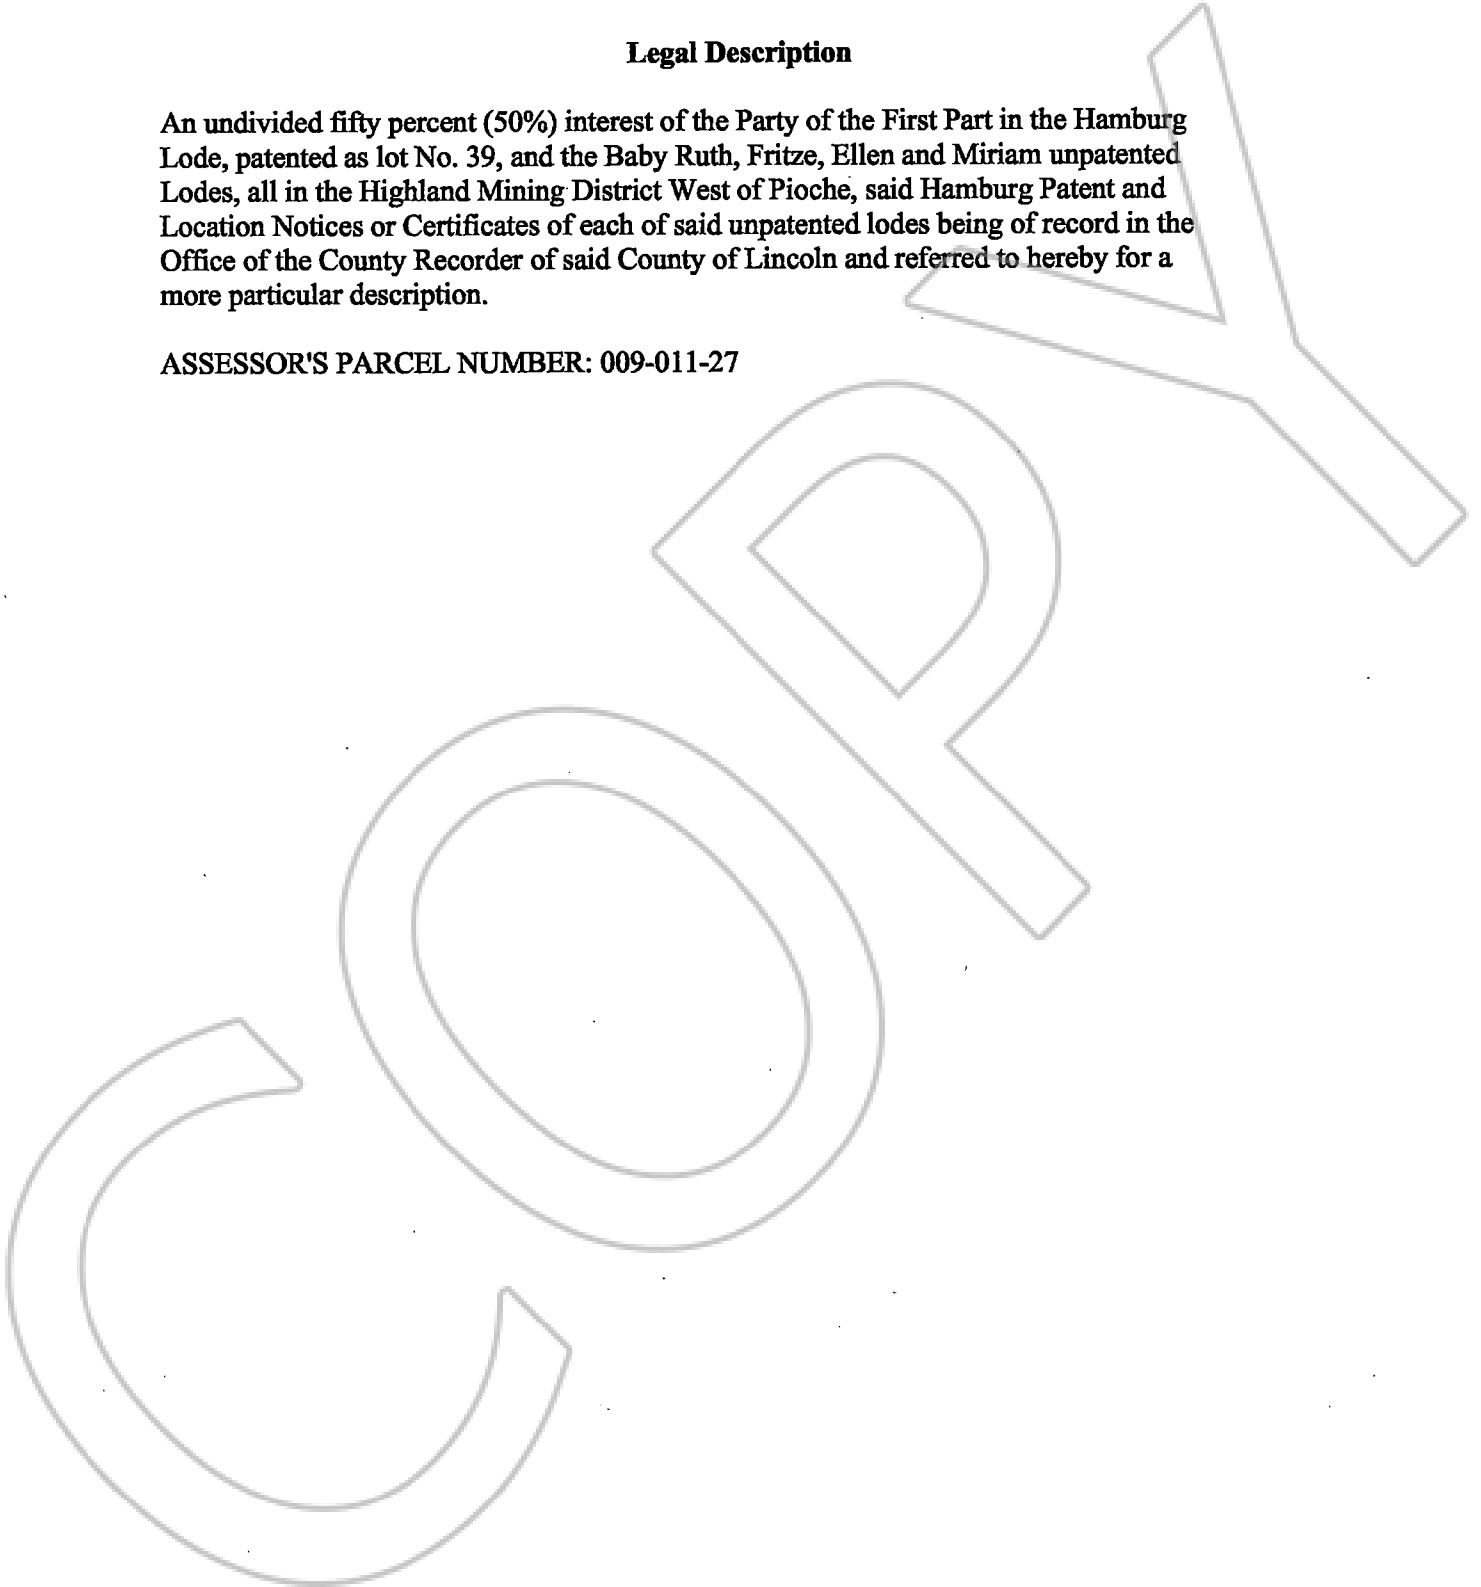 Legal Description
An undivided fifty percent (50%) interest of the Party of the First Part in the Hamburg
Lode, patented as lot No. 39, and the Baby Ruth, Fritze, Ellen and Miriam unpatented
Lodes, all in the Highland Mining District West of Pioche, said Hamburg Patent and
Location Notices or Certificates of each of said unpatented lodes being of record in the
Office of the County Recorder of said County of Lincoln and referred to hereby for a
more particular description.
ASSESSOR'S PARCEL NUMBER: 009-011-27
COPY